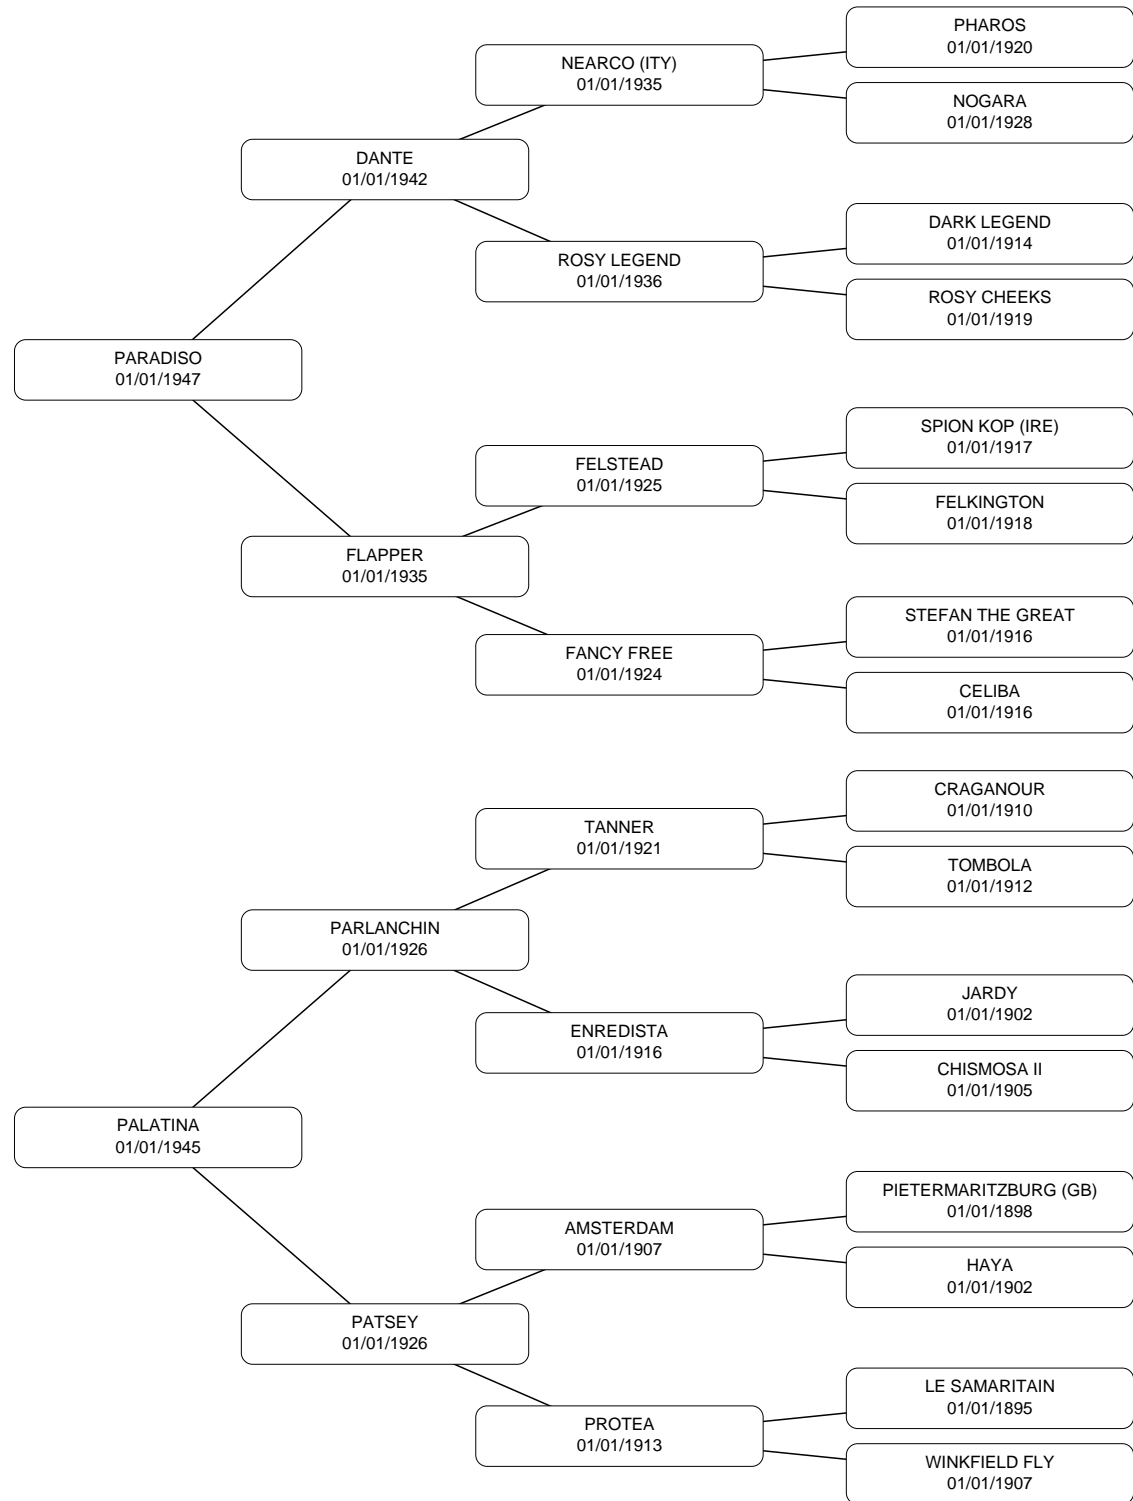 PHAROS
01/01/1920
NEARCO (ITY)
01/01/1935
NOGARA
01/01/1928
DANTE
01/01/1942
DARK LEGEND
01/01/1914
ROSY LEGEND
01/01/1936
ROSY CHEEKS
01/01/1919
PARADISO
01/01/1947
SPION KOP (IRE)
01/01/1917
FELSTEAD
01/01/1925
FELKINGTON
01/01/1918
FLAPPER
01/01/1935
STEFAN THE GREAT
01/01/1916
FANCY FREE
01/01/1924
CELIBA
01/01/1916
CRAGANOUR
01/01/1910
TANNER
01/01/1921
TOMBOLA
01/01/1912
PARLANCHIN
01/01/1926
JARDY
01/01/1902
ENREDISTA
01/01/1916
CHISMOSA II
01/01/1905
PALATINA
01/01/1945
PIETERMARITZBURG (GB)
01/01/1898
AMSTERDAM
01/01/1907
HAYA
01/01/1902
PATSEY
01/01/1926
LE SAMARITAIN
01/01/1895
PROTEA
01/01/1913
WINKFIELD FLY
01/01/1907